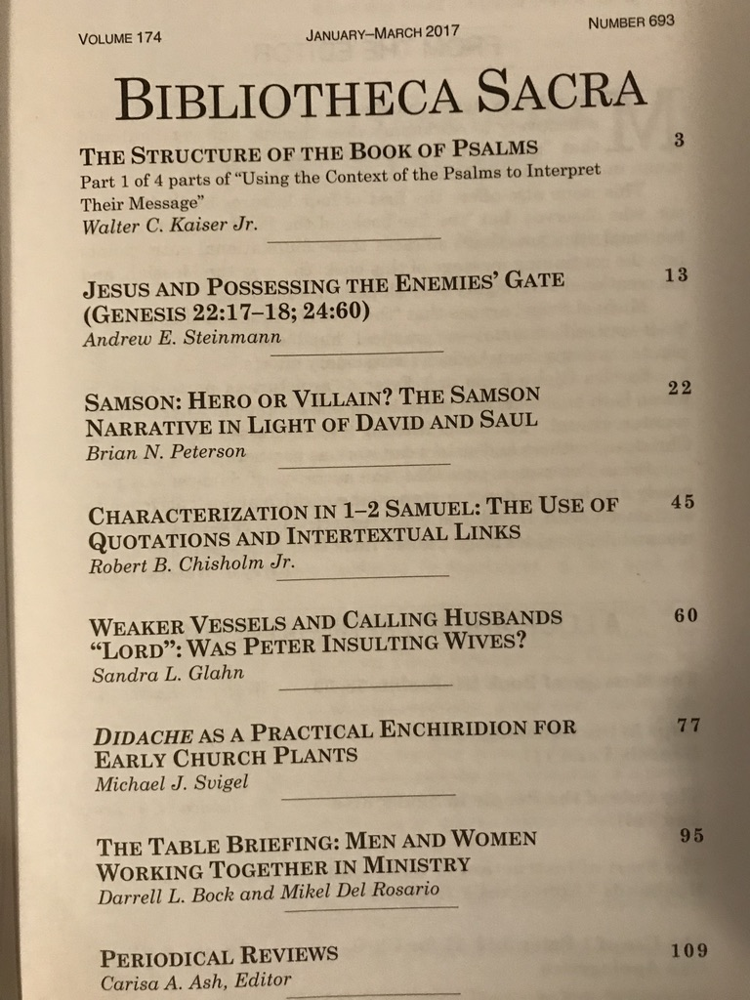 VOLUME 174 JANUARY–MARCH 2017 NUMBER 693
BIBLIOTHECA SACRA
THE STRUCTURE OF THE BOOK OF PSALMS 3
Part 1 of 4 parts of “Using the Context of the Psalms to Interpret
Their Message”
Walter C. Kaiser Jr.
JESUS AND POSSESSING THE ENEMIES’ GATE 13
(GENESIS 22:17–18; 24:60)
Andrew E. Steinmann
SAMSON: HERO OR VILLAIN? THE SAMSON 22
NARRATIVE IN LIGHT OF DAVID AND SAUL
Brian N. Peterson
CHARACTERIZATION IN 1–2 SAMUEL: THE USE OF 45
QUOTATIONS AND INTERTEXTUAL LINKS
Robert B. Chisholm Jr.
WEAKER VESSELS AND CALLING HUSBANDS 60
“LORD”: WAS PETER INSULTING WIVES?
Sandra L. Glahn
DIDACHE AS A PRACTICAL ENCHIRIDION FOR 77
EARLY CHURCH PLANTS
Michael J. Svigel
THE TABLE BRIEFING: MEN AND WOMEN 95
WORKING TOGETHER IN MINISTRY
Darrell L. Bock and Mikel Del Rosario
PERIODICAL REVIEWS 109
Carisa A. Ash, Editor